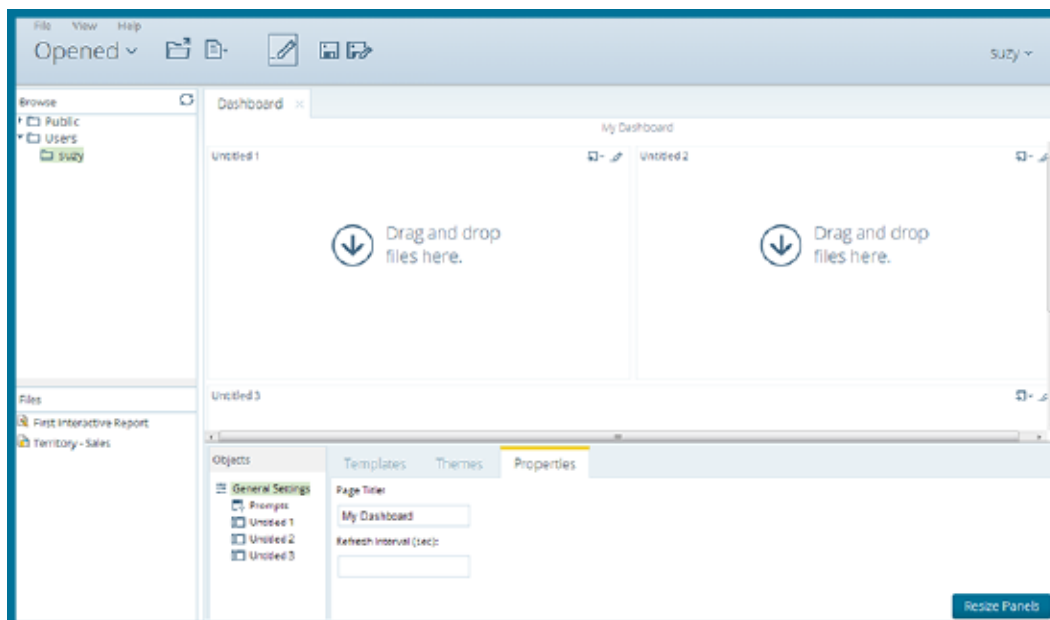 File View Help
Opened
suzy
Browse
Dashboard ×
Public
Users
suzy
My Dashboard
Untitled 1
Untitled 2
Drag and drop
files here.
Drag and drop
files here.
Files
Untitled 3
First Interactive Report
Territory - Sales
Objects
Templates Themes Properties
General Settings
Prompts
Untitled 1
Untitled 2
Untitled 3
Page Title:
My Dashboard
Refresh Interval (sec):
Resize Panels